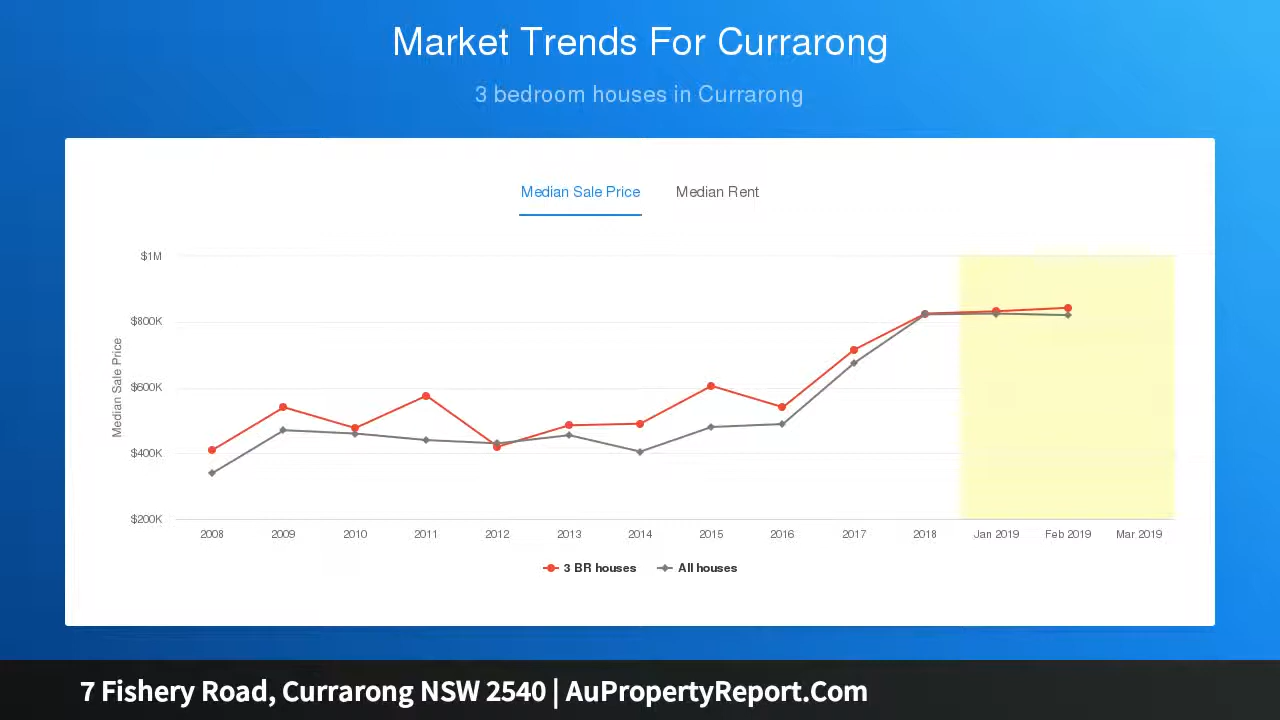 Market Trends For Currarong
3 bedroom houses in Currarong
Median Sale Price Median Rent
Median Sale Price
$1M
$800K
$600K
$400K
$200K
2008 2009 2010 2011 2012 2013 2014 2015 2016 2017 2018 Jan 2019 Feb 2019 Mar 2019
3 BR houses All houses
7 Fishery Road, Currarong NSW 2540 | AuPropertyReport.Com